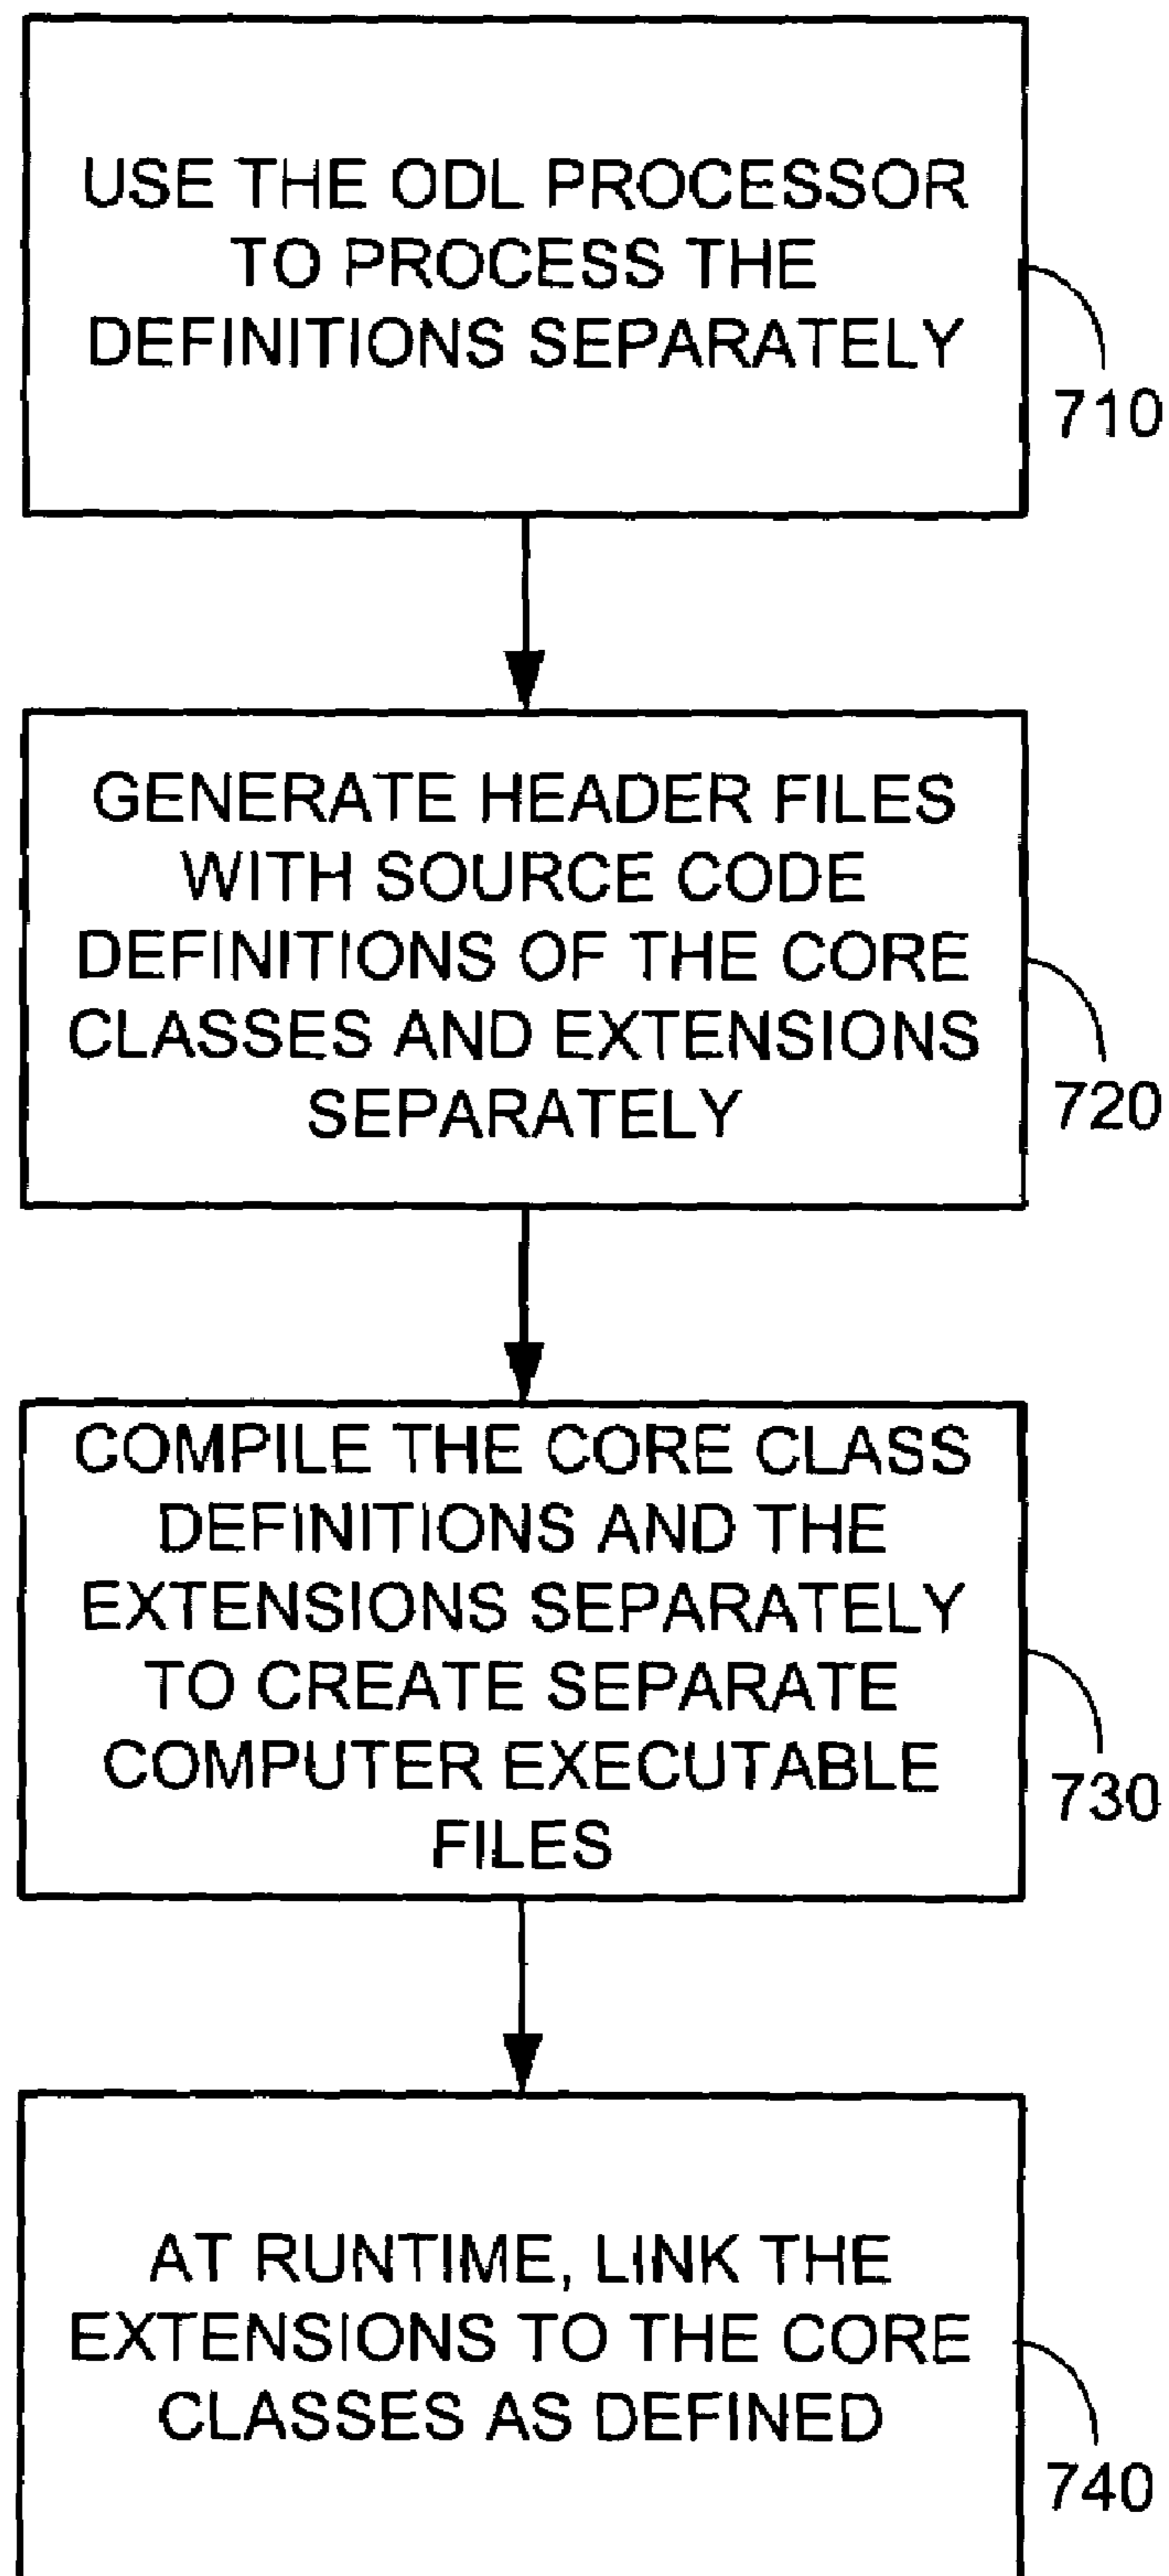 USE THE ODL PROCESSOR
TO PROCESS THE
DEFINITIONS SEPARATELY
710
GENERATE HEADER FILES
WITH SOURCE CODE
DEFINITIONS OF THE CORE
CLASSES AND EXTENSIONS
SEPARATELY
720
COMPILE THE CORE CLASS
DEFINITIONS AND THE
EXTENSIONS SEPARATELY
TO CREATE SEPARATE
COMPUTER EXECUTABLE
FILES
730
AT RUNTIME, LINK THE
EXTENSIONS TO THE CORE
CLASSES AS DEFINED
740